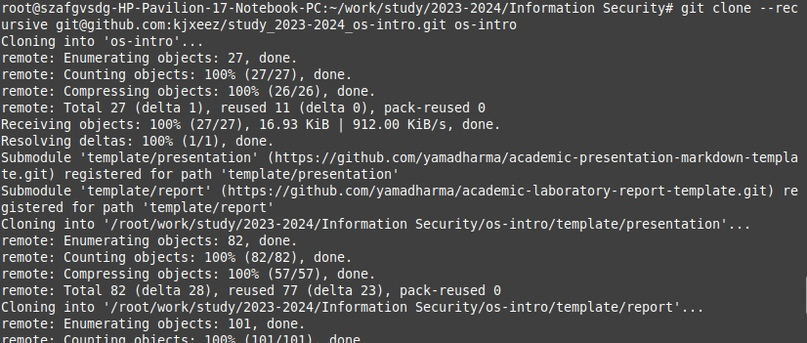 root@szafgvsdg-HP-Pavilion-17-Notebook-PC:~/work/study/2023-2024/Information Security# git clone --rec
ursive git@github.com:kjxeez/study_2023-2024_os-intro.git os-intro
Cloning into 'os-intro'...
remote: Enumerating objects: 27, done.
remote: Counting objects: 100% (27/27), done.
remote: Compressing objects: 100% (26/26), done.
remote: Total 27 (delta 1), reused 11 (delta 0), pack-reused 0
Receiving objects: 100% (27/27), 16.93 KiB | 912.00 KiB/s, done.
Resolving deltas: 100% (1/1), done.
Submodule 'template/presentation' (https://github.com/yamadharma/academic-presentation-markdown-templa
te.git) registered for path 'template/presentation'
Submodule 'template/report' (https://github.com/yamadharma/academic-laboratory-report-template.git) re
gistered for path 'template/report'
Cloning into '/root/work/study/2023-2024/Information Security/os-intro/template/presentation'...
remote: Enumerating objects: 82, done.
remote: Counting objects: 100% (82/82), done.
remote: Compressing objects: 100% (57/57), done.
remote: Total 82 (delta 28), reused 77 (delta 23), pack-reused 0
Cloning into '/root/work/study/2023-2024/Information Security/os-intro/template/report'...
remote: Enumerating objects: 101, done.
remote: Counting objects: 100% (101/101), done.